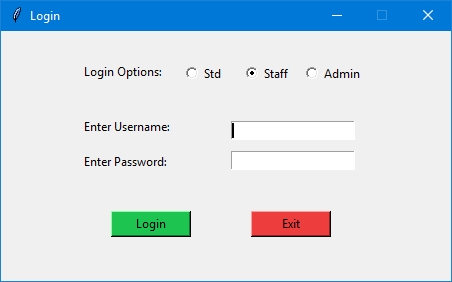 Login
Login Options: Std Staff Admin
Enter Username:
Enter Password:
Login Exit